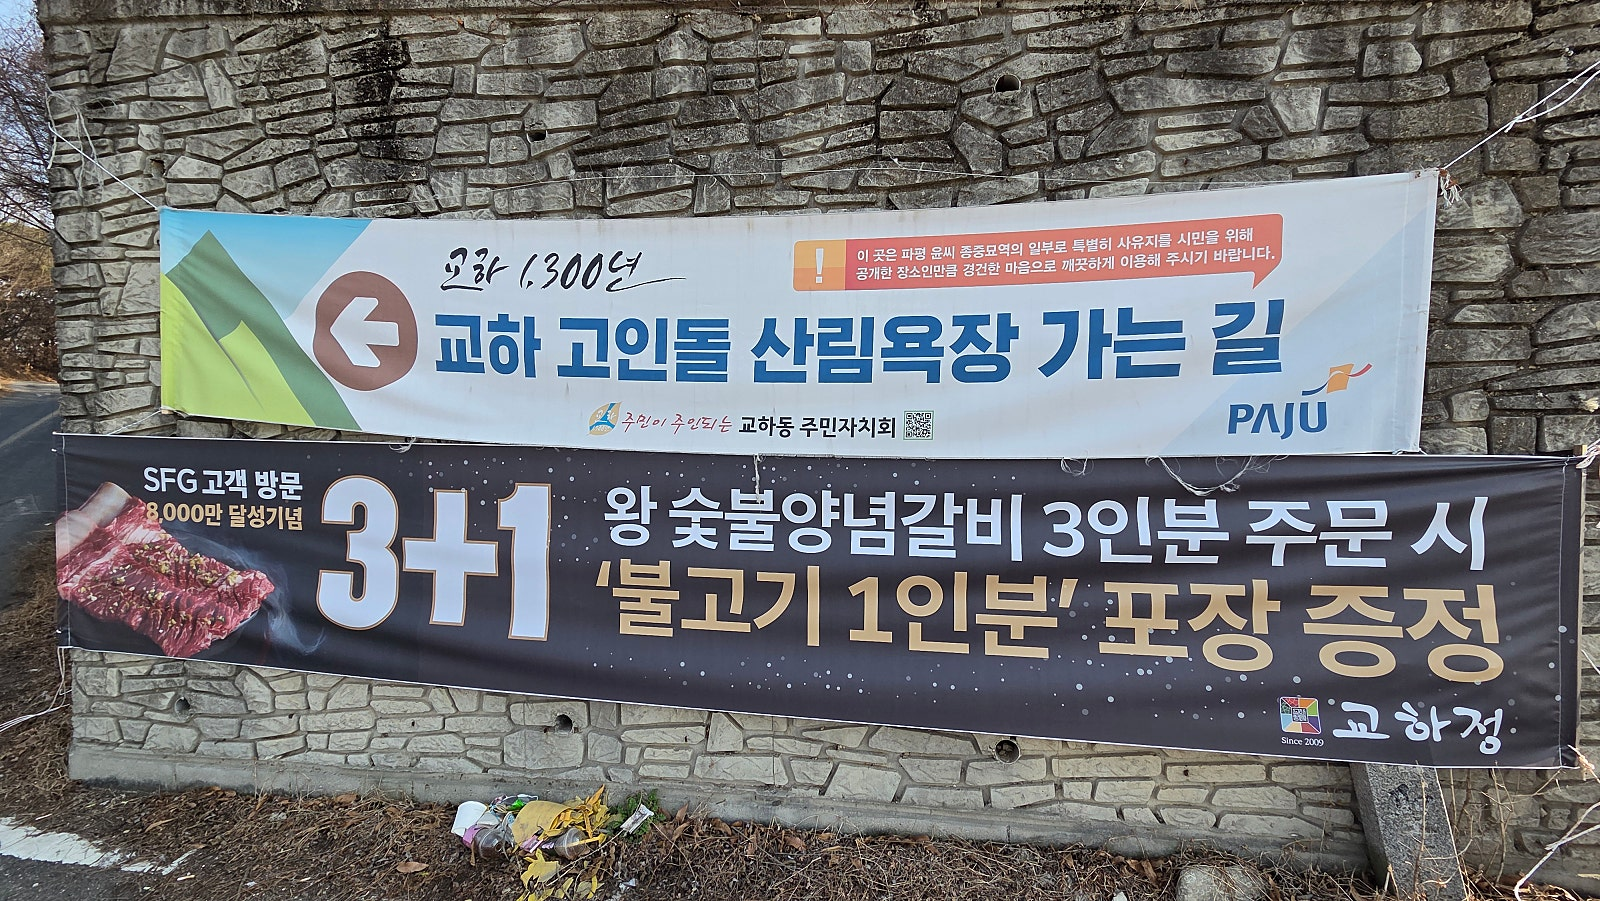 교하 1,300년
이 곳은 파평 윤씨 종중묘역의 일부로 특별히 사유지를 시민을 위해
공개한 장소인만큼 경건한 마음으로 깨끗하게 이용해 주시기 바랍니다.
교하 고인돌 산림욕장 가는 길
교하 주민이 주인되는 교하동 주민자치회
PAJU
SFG 고객 방문
8,000만 달성기념
3+1
왕 숯불양념갈비 3인분 주문 시
‘불고기 1인분’ 포장 증정
Since 2009
교하정